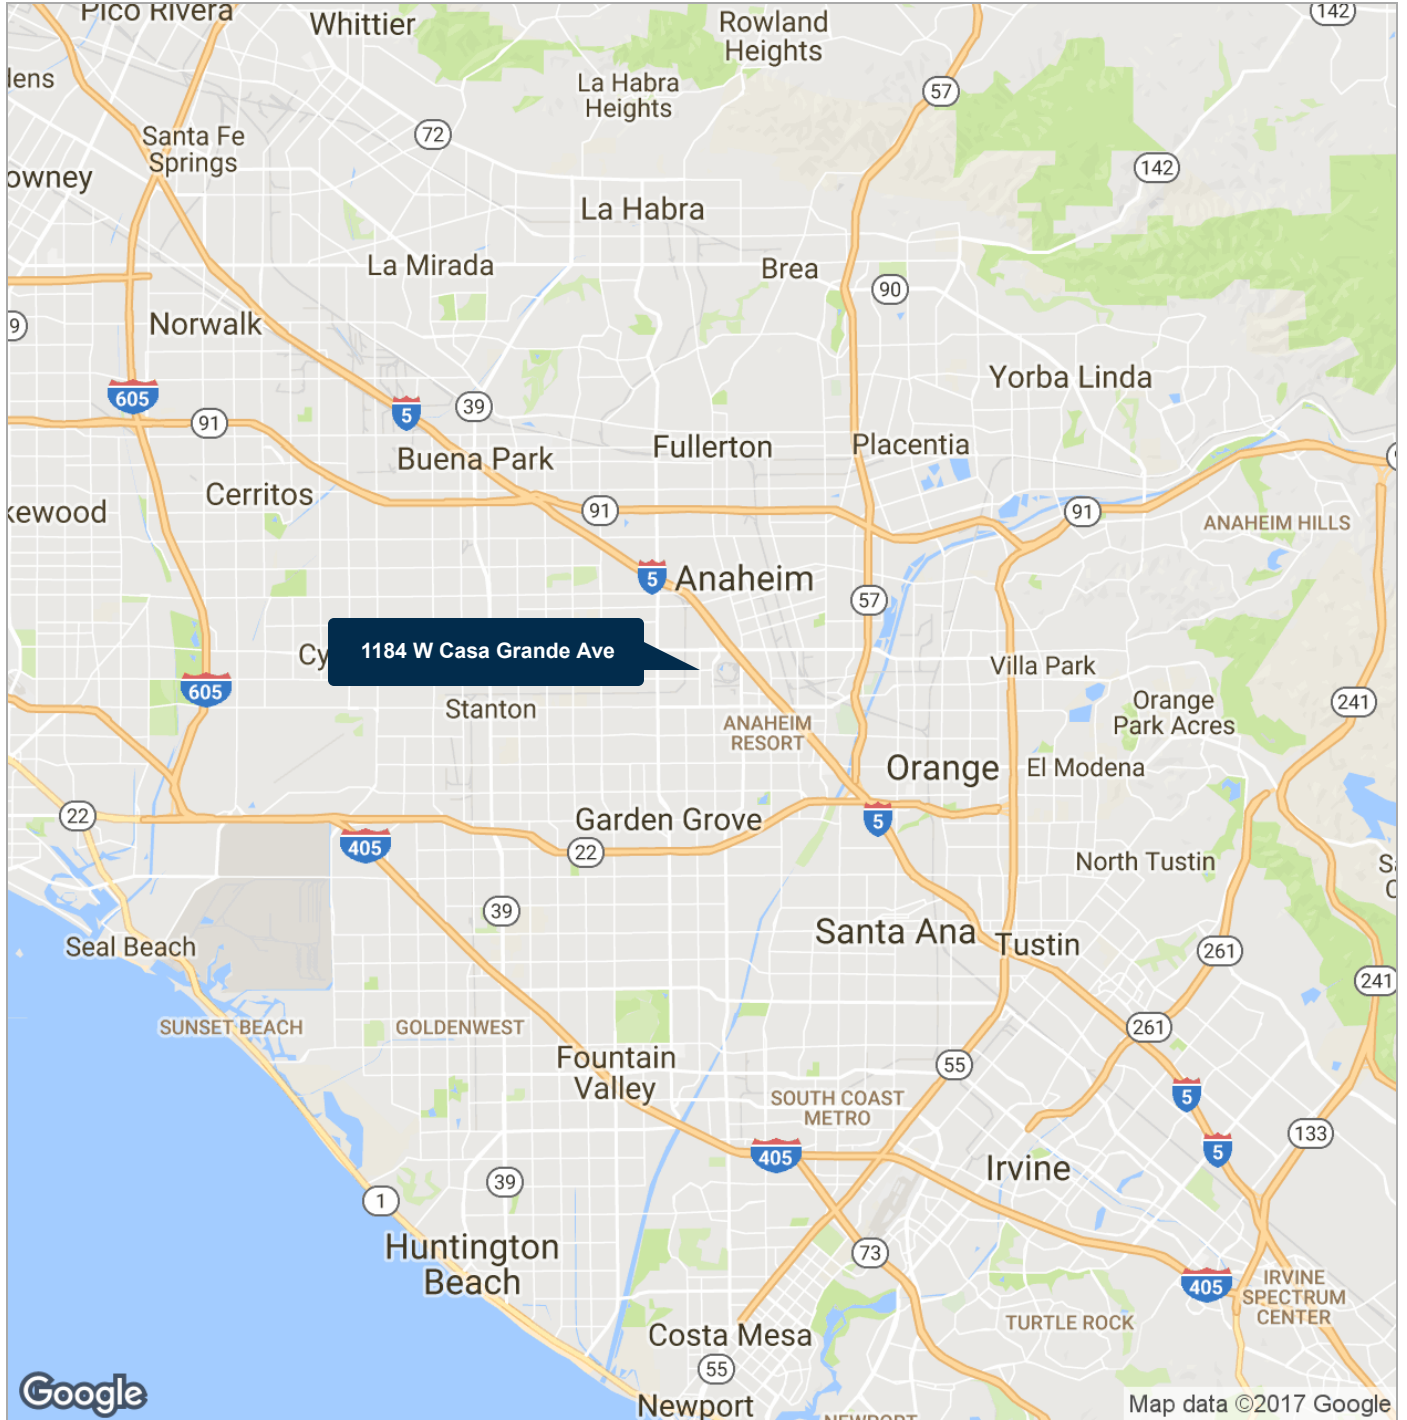 Pico Rivera
Whittier
Rowland
Heights
142
lens
La Habra
Heights
57
Santa Fe
Springs
72
142
owney
La Habra
La Mirada
Brea
90
9
Norwalk
Yorba Linda
605
5
39
91
Buena Park
Fullerton
Placentia
Cerritos
kewood
91
91
ANAHEIM HILLS
5
Anaheim
57
Cy
1184 W Casa Grande Ave
Villa Park
605
Stanton
ANAHEIM
RESORT
Orange
Park Acres
241
Orange
El Modena
22
Garden Grove
5
405
22
North Tustin
39
Santa Ana
Tustin
Seal Beach
261
241
SUNSET BEACH
GOLDENWEST
261
Fountain
Valley
55
SOUTH COAST
METRO
5
133
405
5
Irvine
39
1
Huntington
Beach
73
405
IRVINE
SPECTRUM
CENTER
TURTLE ROCK
Costa Mesa
55
Google
Newport
NEWPORT
Map data ©2017 Google